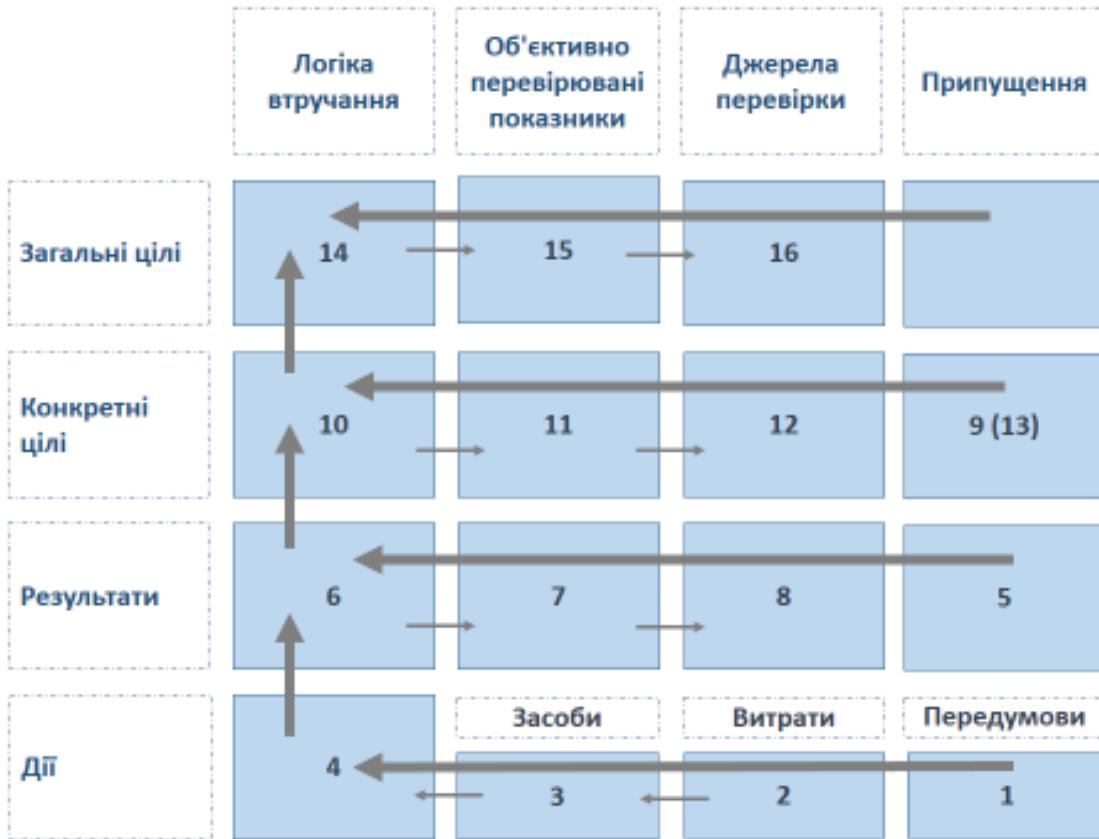 Логіка
втручання
Об'єктивно
перевірювані
показники
Джерела
перевірки
Припущення
Загальні цілі
14
15
16
Конкретні
цілі
10
11
12
9 (13)
Результати
6
7
8
5
Засоби
Витрати
Передумови
Дії
4
3
2
1